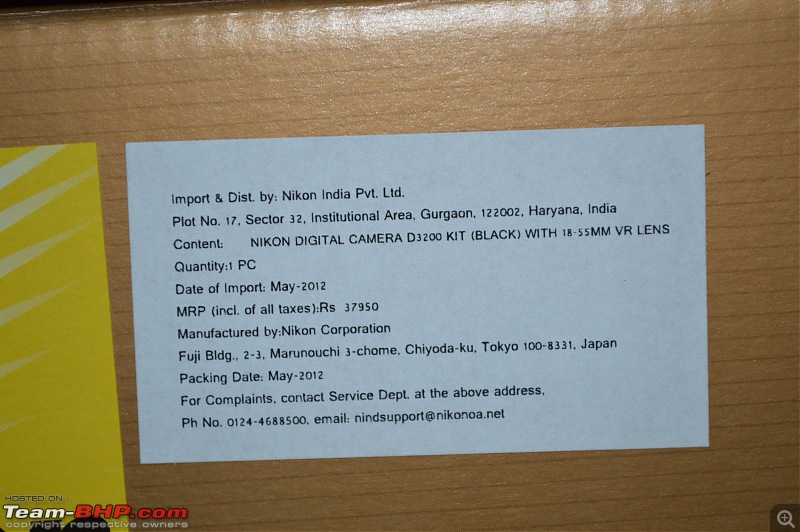 Import & Dist. by: Nikon India Pvt. Ltd.
Plot No. 17, Sector 32, Institutional Area, Gurgaon, 122002, Haryana, India
Content: NIKON DIGITAL CAMERA D3200 KIT (BLACK) WITH 18-55MM VR LENS
Quantity:1 PC
Date of Import: May-2012
MRP (incl. of all taxes):Rs 37950
Manufactured by:Nikon Corporation
Fuji Bldg., 2-3, Marunouchi 3-chome, Chiyoda-ku, Tokyo 100-8331, Japan
Packing Date: May-2012
For Complaints, contact Service Dept. at the above address,
Ph No. 0124-4688500, email: nindsupport@nikonoa.net
HOSTED ON :
Team-BHP.com
copyright respective owners